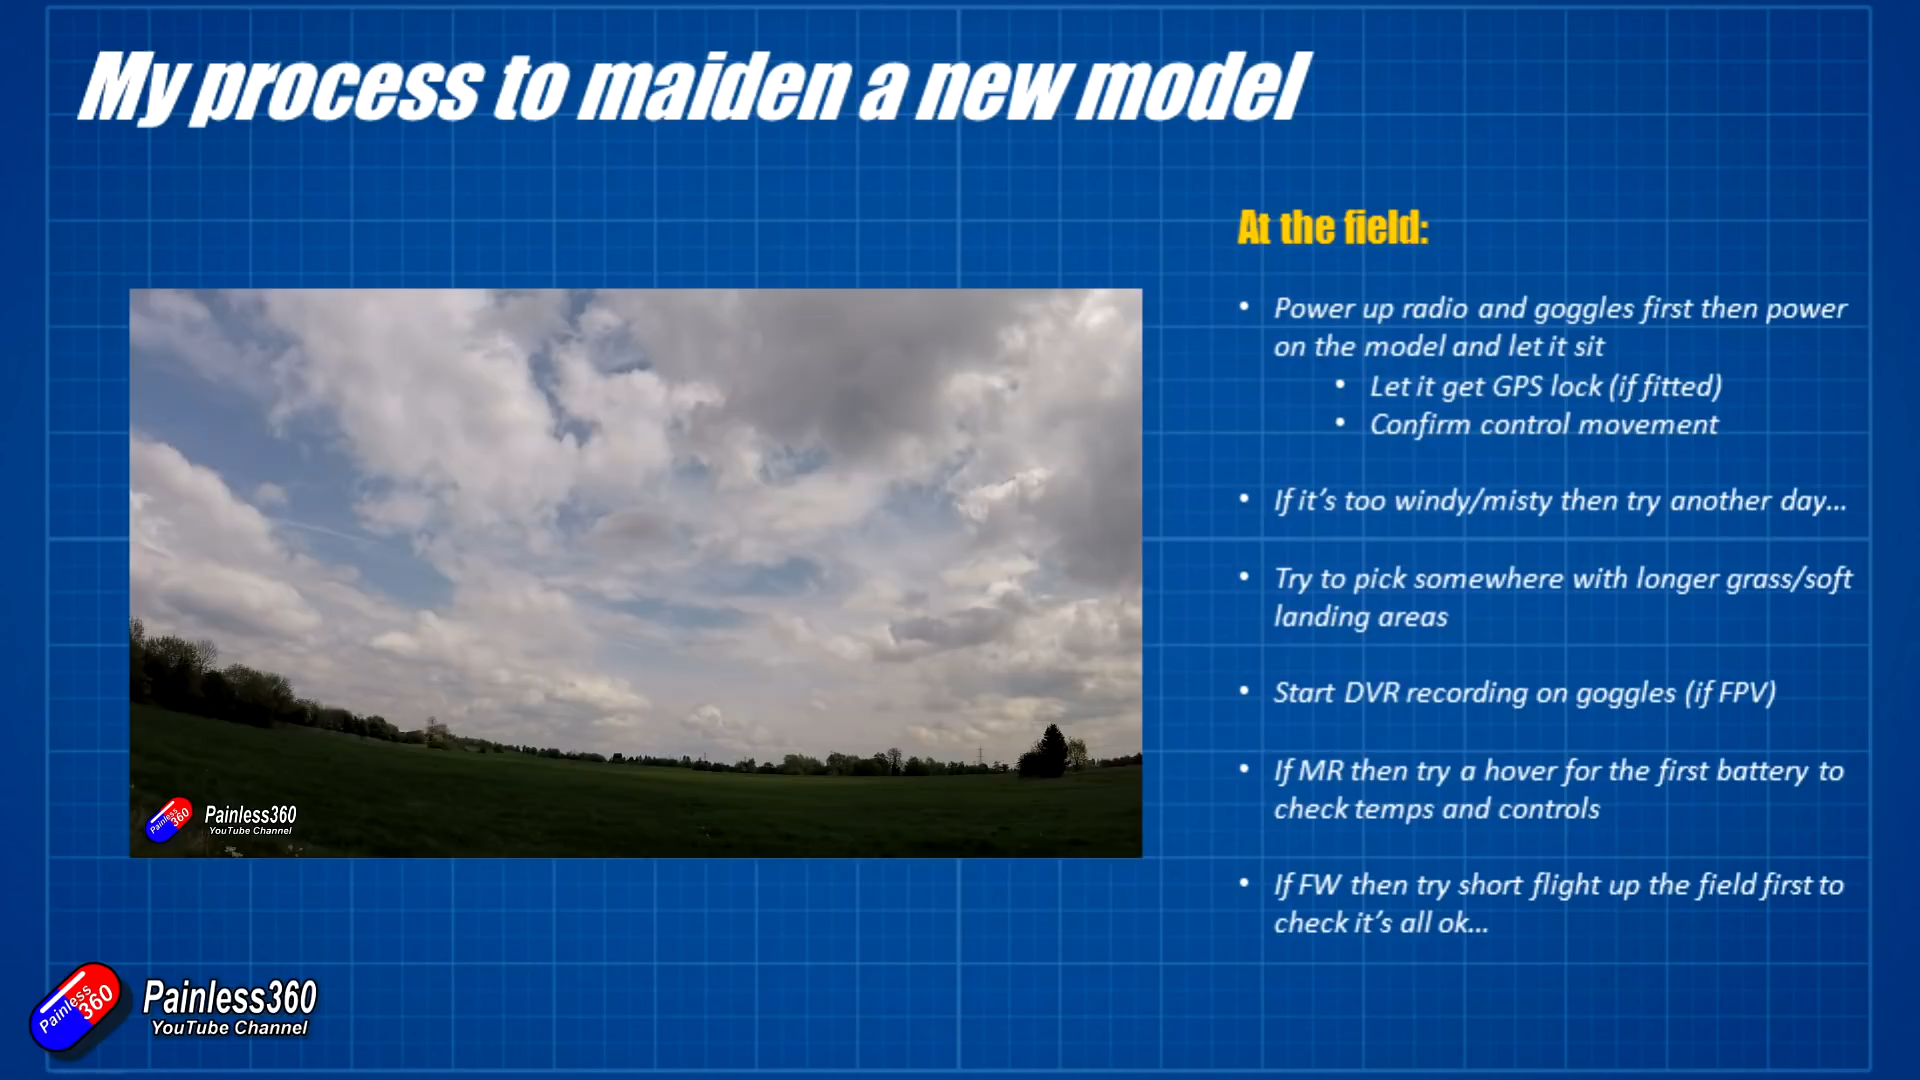 My process to maiden a new model
At the field:
• Power up radio and goggles first then power
on the model and let it sit
• Let it get GPS lock (if fitted)
• Confirm control movement
• If it's too windy/misty then try another day...
• Try to pick somewhere with longer grass/soft
landing areas
• Start DVR recording on goggles (if FPV)
• If MR then try a hover for the first battery to
check temps and controls
• If FW then try short flight up the field first to
check it's all ok...
Painless
360
Painless360
YouTube Channel
Painless
360
Painless360
YouTube Channel